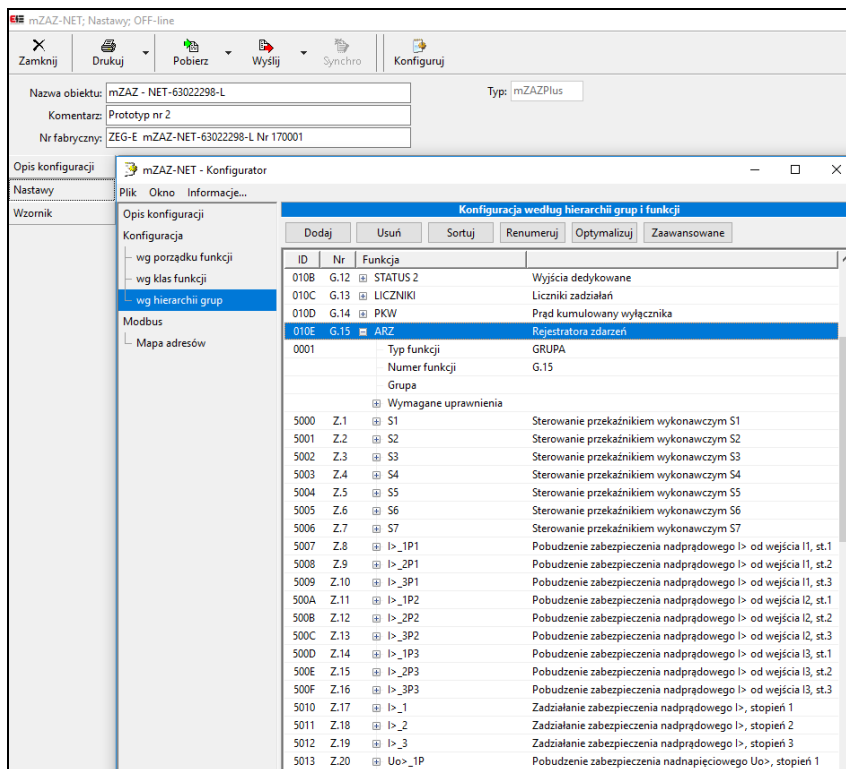 mZAZ-NET; Nastawy; OFF-line
Zamknij Drukuj Pobierz Wyślij Synchro Konfiguruj
Nazwa obiektu: mZAZ - NET-63022298-L Typ: mZAZPlus
Komentarz: Prototyp nr 2
Nr fabryczny: ZEG-E mZAZ-NET-63022298-L Nr 170001
Opis konfiguracji
Nastawy
Wzornik
mZAZ-NET - Konfigurator
Plik Okno Informacje...
Opis konfiguracji
Konfiguracja
wg porządku funkcji
wg klas funkcji
wg hierarchii grup
Modbus
Mapa adresów
Konfiguracja według hierarchii grup i funkcji
Dodaj Usuń Sortuj Renumeruj Optymalizuj Zaawansowane
ID Nr Funkcja
010B G.12 STATUS 2 Wyjścia dedykowane
010C G.13 LICZNIKI Liczniki zadziałań
010D G.14 PKW Prąd kumulowany wyłącznika
010E G.15 ARZ Rejestratora zdarzeń
0001 Typ funkcji GRUPA
Numer funkcji G.15
Grupa
Wymagane uprawnienia
5000 Z.1 S1 Sterowanie przekaźnikiem wykonawczym S1
5001 Z.2 S2 Sterowanie przekaźnikiem wykonawczym S2
5002 Z.3 S3 Sterowanie przekaźnikiem wykonawczym S3
5003 Z.4 S4 Sterowanie przekaźnikiem wykonawczym S4
5004 Z.5 S5 Sterowanie przekaźnikiem wykonawczym S5
5005 Z.6 S6 Sterowanie przekaźnikiem wykonawczym S6
5006 Z.7 S7 Sterowanie przekaźnikiem wykonawczym S7
5007 Z.8 I>_1P1 Pobudzenie zabezpieczenia nadprądowego I> od wejścia I1, st.1
5008 Z.9 I>_2P1 Pobudzenie zabezpieczenia nadprądowego I> od wejścia I1, st.2
5009 Z.10 I>_3P1 Pobudzenie zabezpieczenia nadprądowego I> od wejścia I1, st.3
500A Z.11 I>_1P2 Pobudzenie zabezpieczenia nadprądowego I> od wejścia I2, st.1
500B Z.12 I>_2P2 Pobudzenie zabezpieczenia nadprądowego I> od wejścia I2, st.2
500C Z.13 I>_3P2 Pobudzenie zabezpieczenia nadprądowego I> od wejścia I2, st.3
500D Z.14 I>_1P3 Pobudzenie zabezpieczenia nadprądowego I> od wejścia I3, st.1
500E Z.15 I>_2P3 Pobudzenie zabezpieczenia nadprądowego I> od wejścia I3, st.2
500F Z.16 I>_3P3 Pobudzenie zabezpieczenia nadprądowego I> od wejścia I3, st.3
5010 Z.17 I>_1 Zadziałanie zabezpieczenia nadprądowego I>, stopień 1
5011 Z.18 I>_2 Zadziałanie zabezpieczenia nadprądowego I>, stopień 2
5012 Z.19 I>_3 Zadziałanie zabezpieczenia nadprądowego I>, stopień 3
5013 Z.20 Uo>_1P Pobudzenie zabezpieczenia nadnapięciowego Uo>, stopień 1